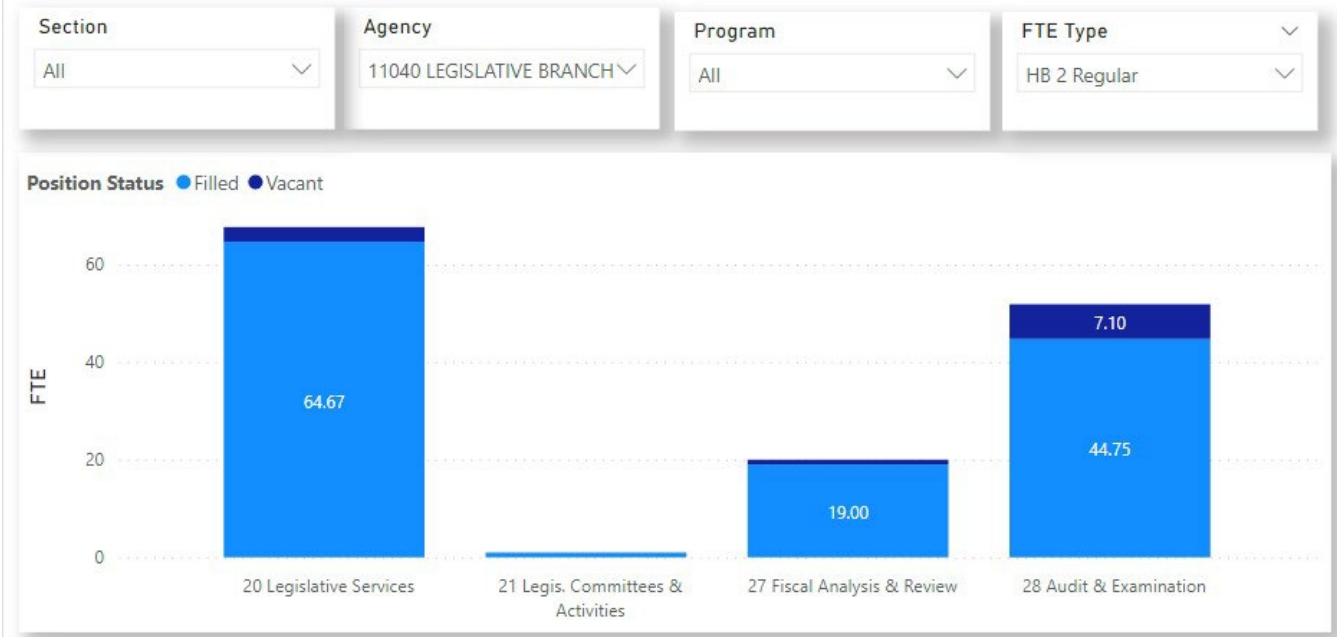 Section
All
Agency
11040 LEGISLATIVE BRANCH
Program
All
FTE Type
HB 2 Regular
Position Status Filled Vacant
FTE
60
40
20
0
64.67
19.00
7.10
44.75
20 Legislative Services
21 Legis. Committees &
Activities
27 Fiscal Analysis & Review
28 Audit & Examination